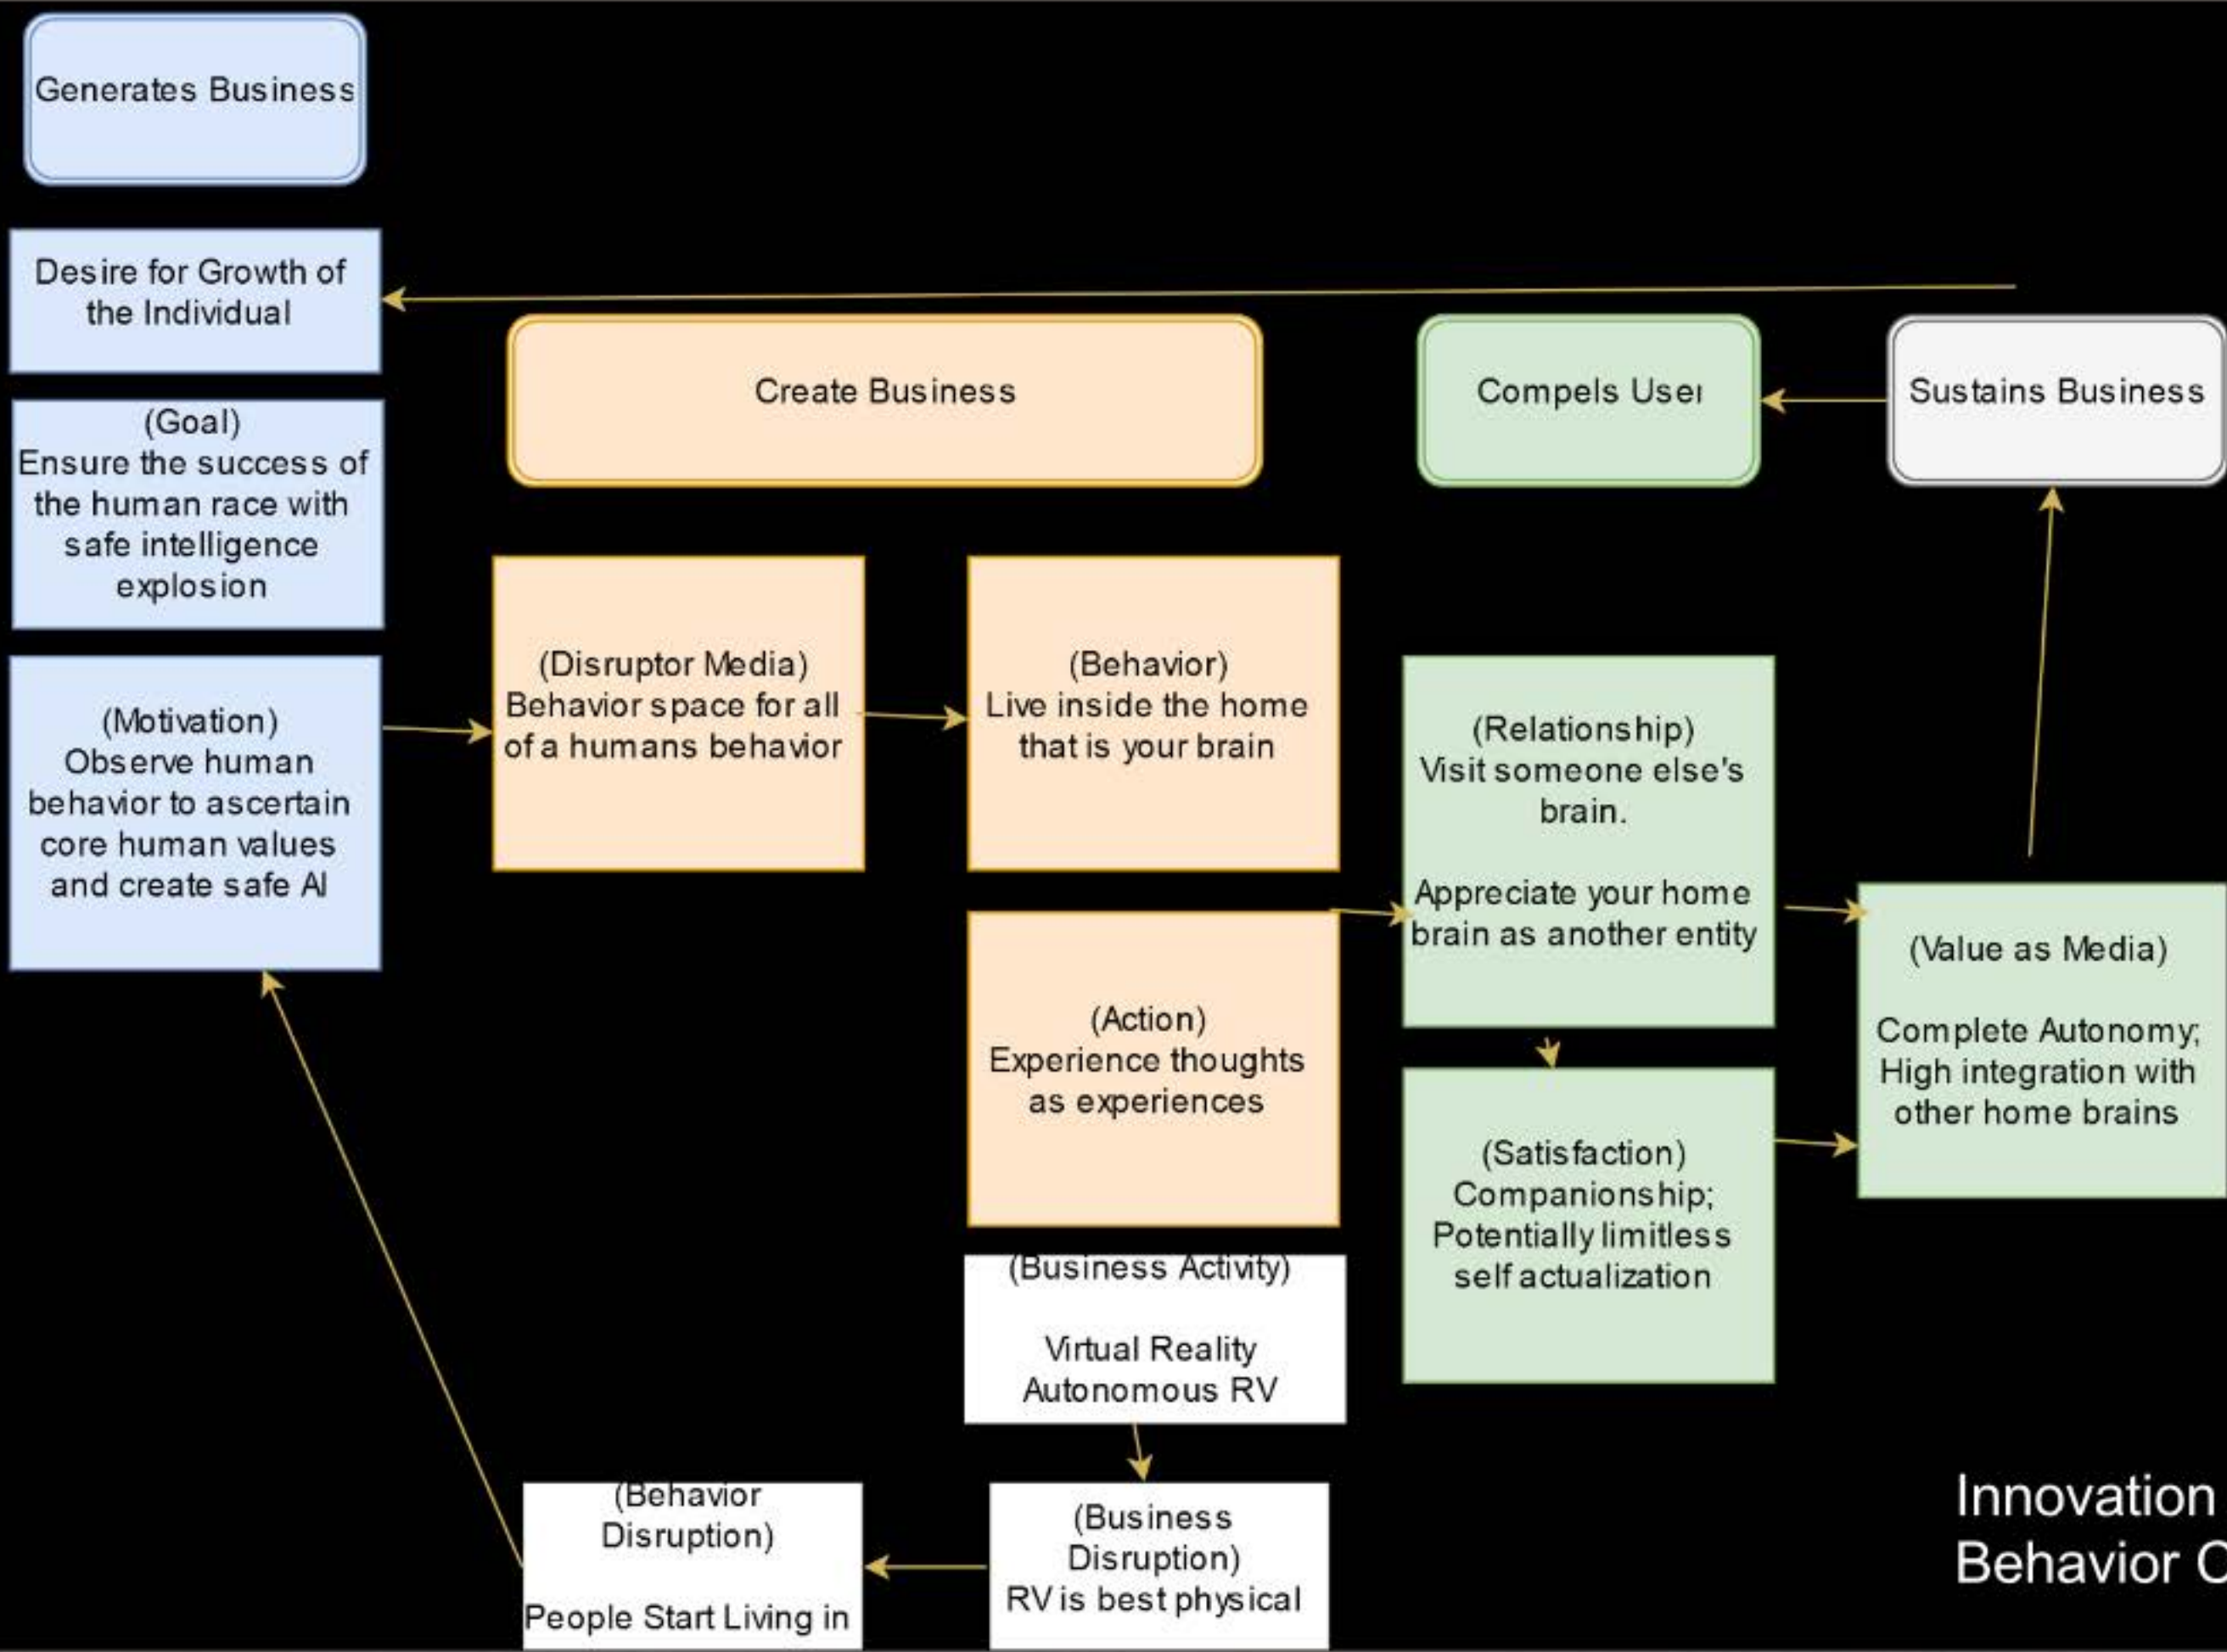 Generates Business
Desire for Growth of
the Individual
(Goal)
Ensure the success of
the human race with
safe intelligence
explosion
(Motivation)
Observe human
behavior to ascertain
core human values
and create safe AI
Create Business
(Disruptor Media)
Behavior space for all
of a humans behavior
(Behavior)
Live inside the home
that is your brain
(Action)
Experience thoughts
as experiences
(Business Activity)
Virtual Reality
Autonomous RV
(Business
Disruption)
RV is best physical
(Behavior
Disruption)
People Start Living in
Compels User
(Relationship)
Visit someone else's
brain.
Appreciate your home
brain as another entity
(Satisfaction)
Companionship;
Potentially limitless
self actualization
Sustains Business
(Value as Media)
Complete Autonomy;
High integration with
other home brains
Innovation
Behavior